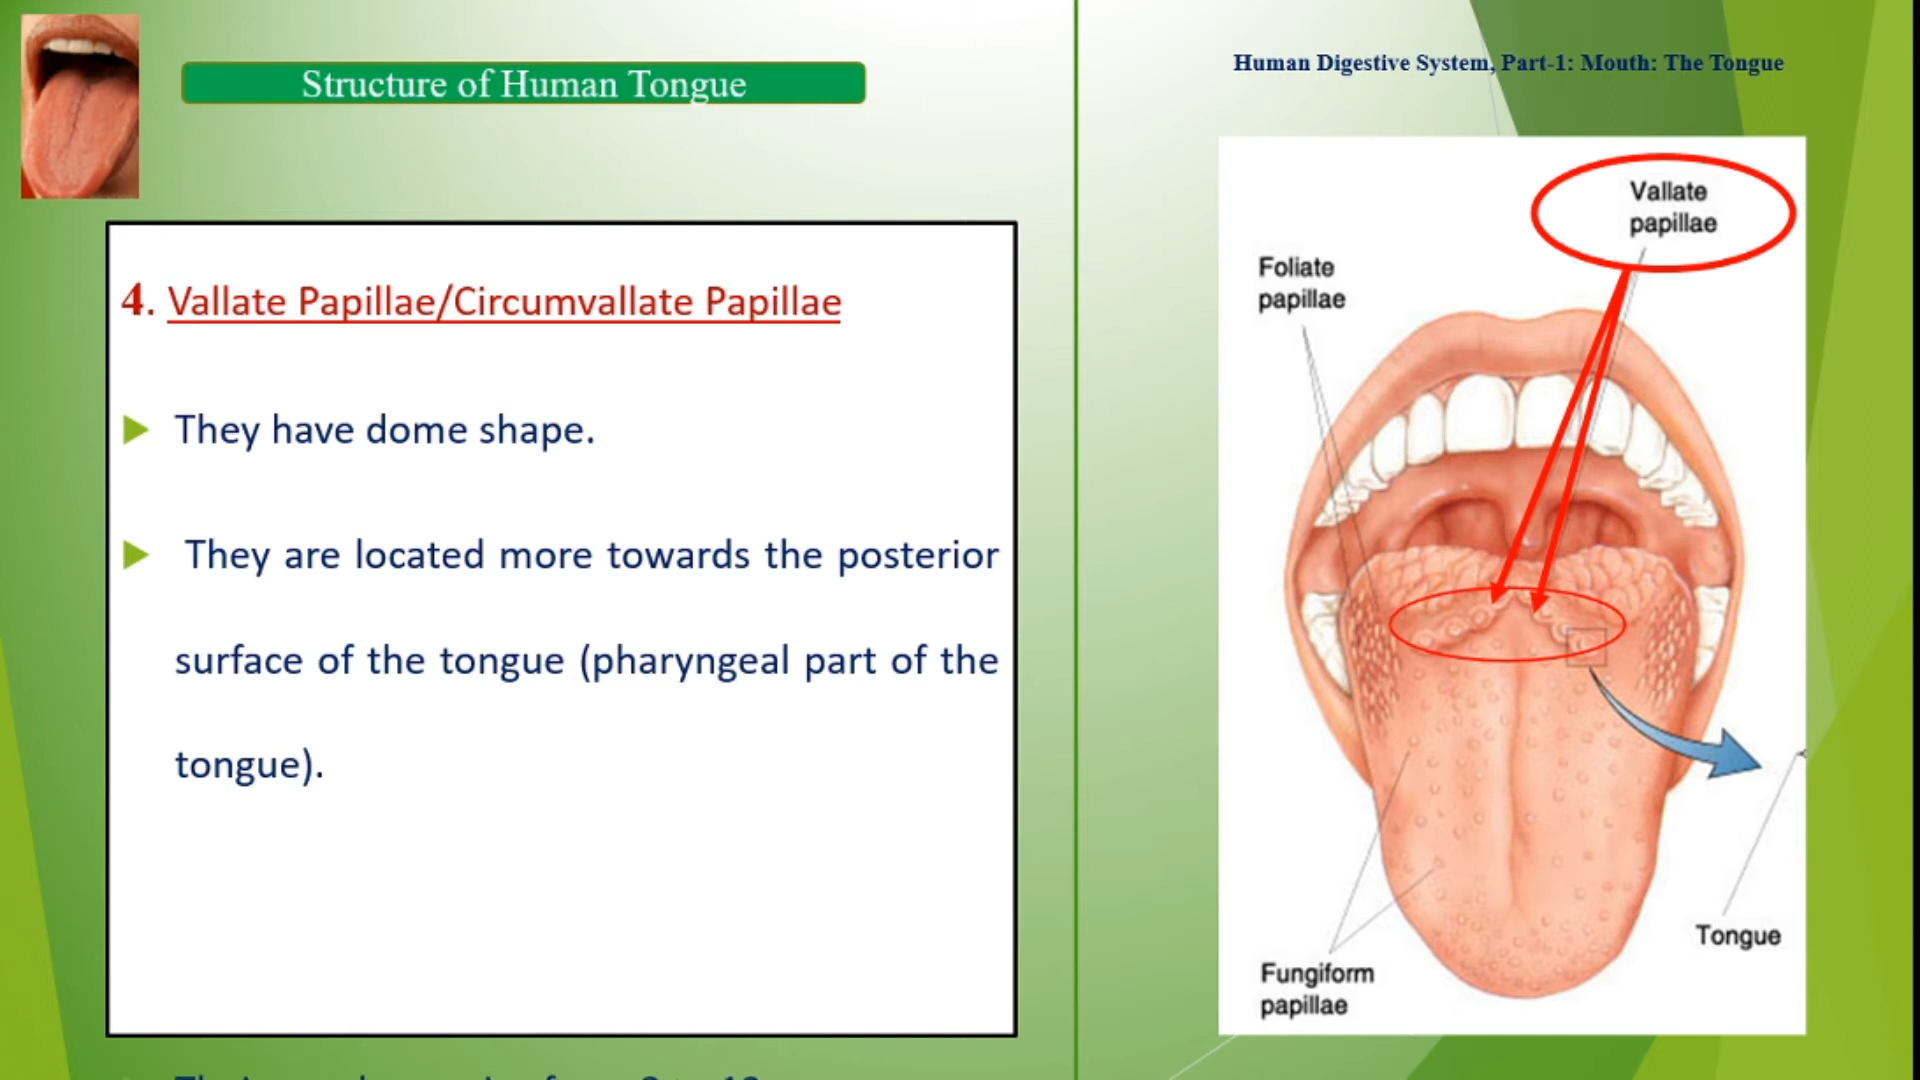 Structure of Human Tongue
Human Digestive System, Part-1: Mouth: The Tongue
4. Vallate Papillae/Circumvallate Papillae
They have dome shape.
They are located more towards the posterior
surface of the tongue (pharyngeal part of the
tongue).
Vallate
papillae
Foliate
papillae
Tongue
Fungiform
papillae